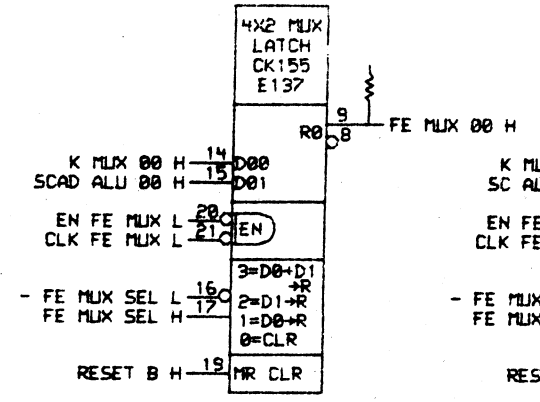 4X2 MUX
LATCH
CK155
E137
9
R0 8 FE MUX 00 H
K MUX 00 H 14 D00
SCAD ALU 00 H 15 D01
EN FE MUX L 20
CLK FE MUX L 21
EN
3=D0+D1
→R
- FE MUX SEL L 16
2=D1→R
FE MUX SEL H 17
1=D0→R
0=CLR
RESET B H 19 MR CLR
K MU
SC AL
EN FE
CLK FE
- FE MUX
FE MUX
RES